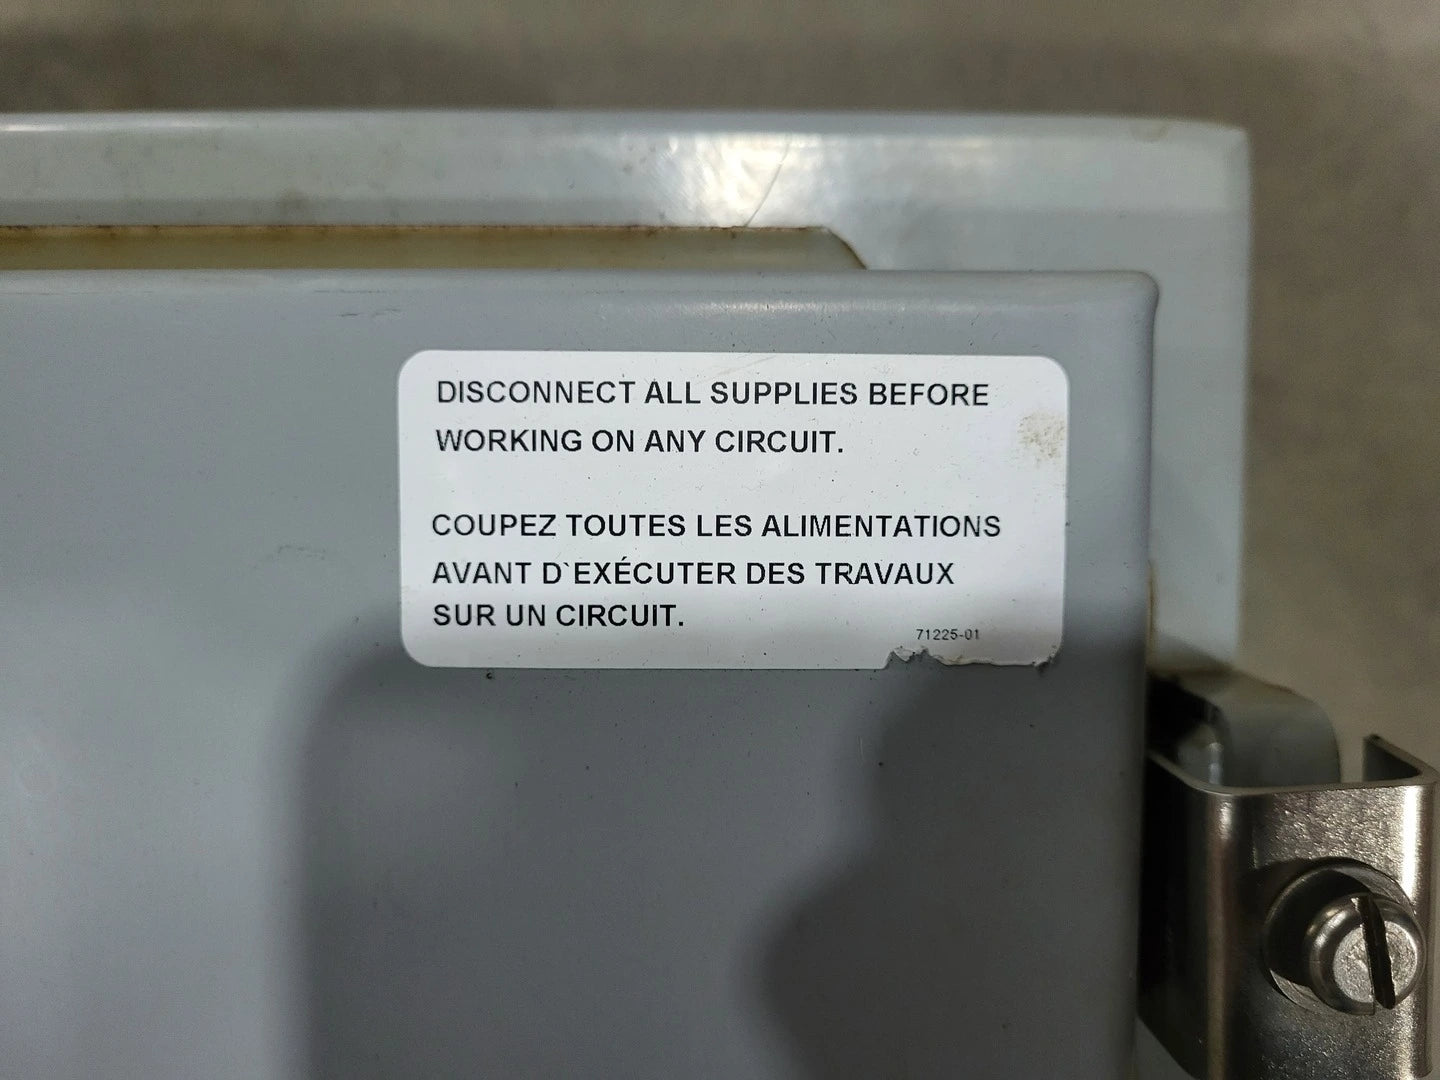 DISCONNECT ALL SUPPLIES BEFORE
WORKING ON ANY CIRCUIT.
COUPEZ TOUTES LES ALIMENTATIONS
AVANT D`EXÉCUTER DES TRAVAUX
SUR UN CIRCUIT.
71225-01